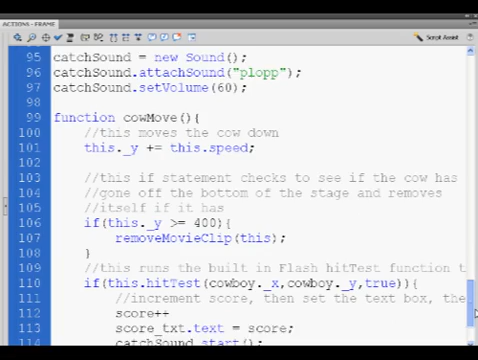 ACTIONS - FRAME
Script Assist
95 catchSound = new Sound();
96 catchSound.attachSound("plopp");
97 catchSound.setVolume(60);
98
99 function cowMove(){
100 //this moves the cow down
101 this._y += this.speed;
102
103 //this if statement checks to see if the cow has
104 //gone off the bottom of the stage and removes
105 //itself if it has
106 if(this._y >= 400){
107 removeMovieClip(this);
108 }
109 //this runs the built in Flash hitTest function t
110 if(this.hitTest(cowboy._x,cowboy._y,true)){
111 //increment score, then set the text box, the
112 score++
113 score_txt.text = score;
114 catchSound.start();